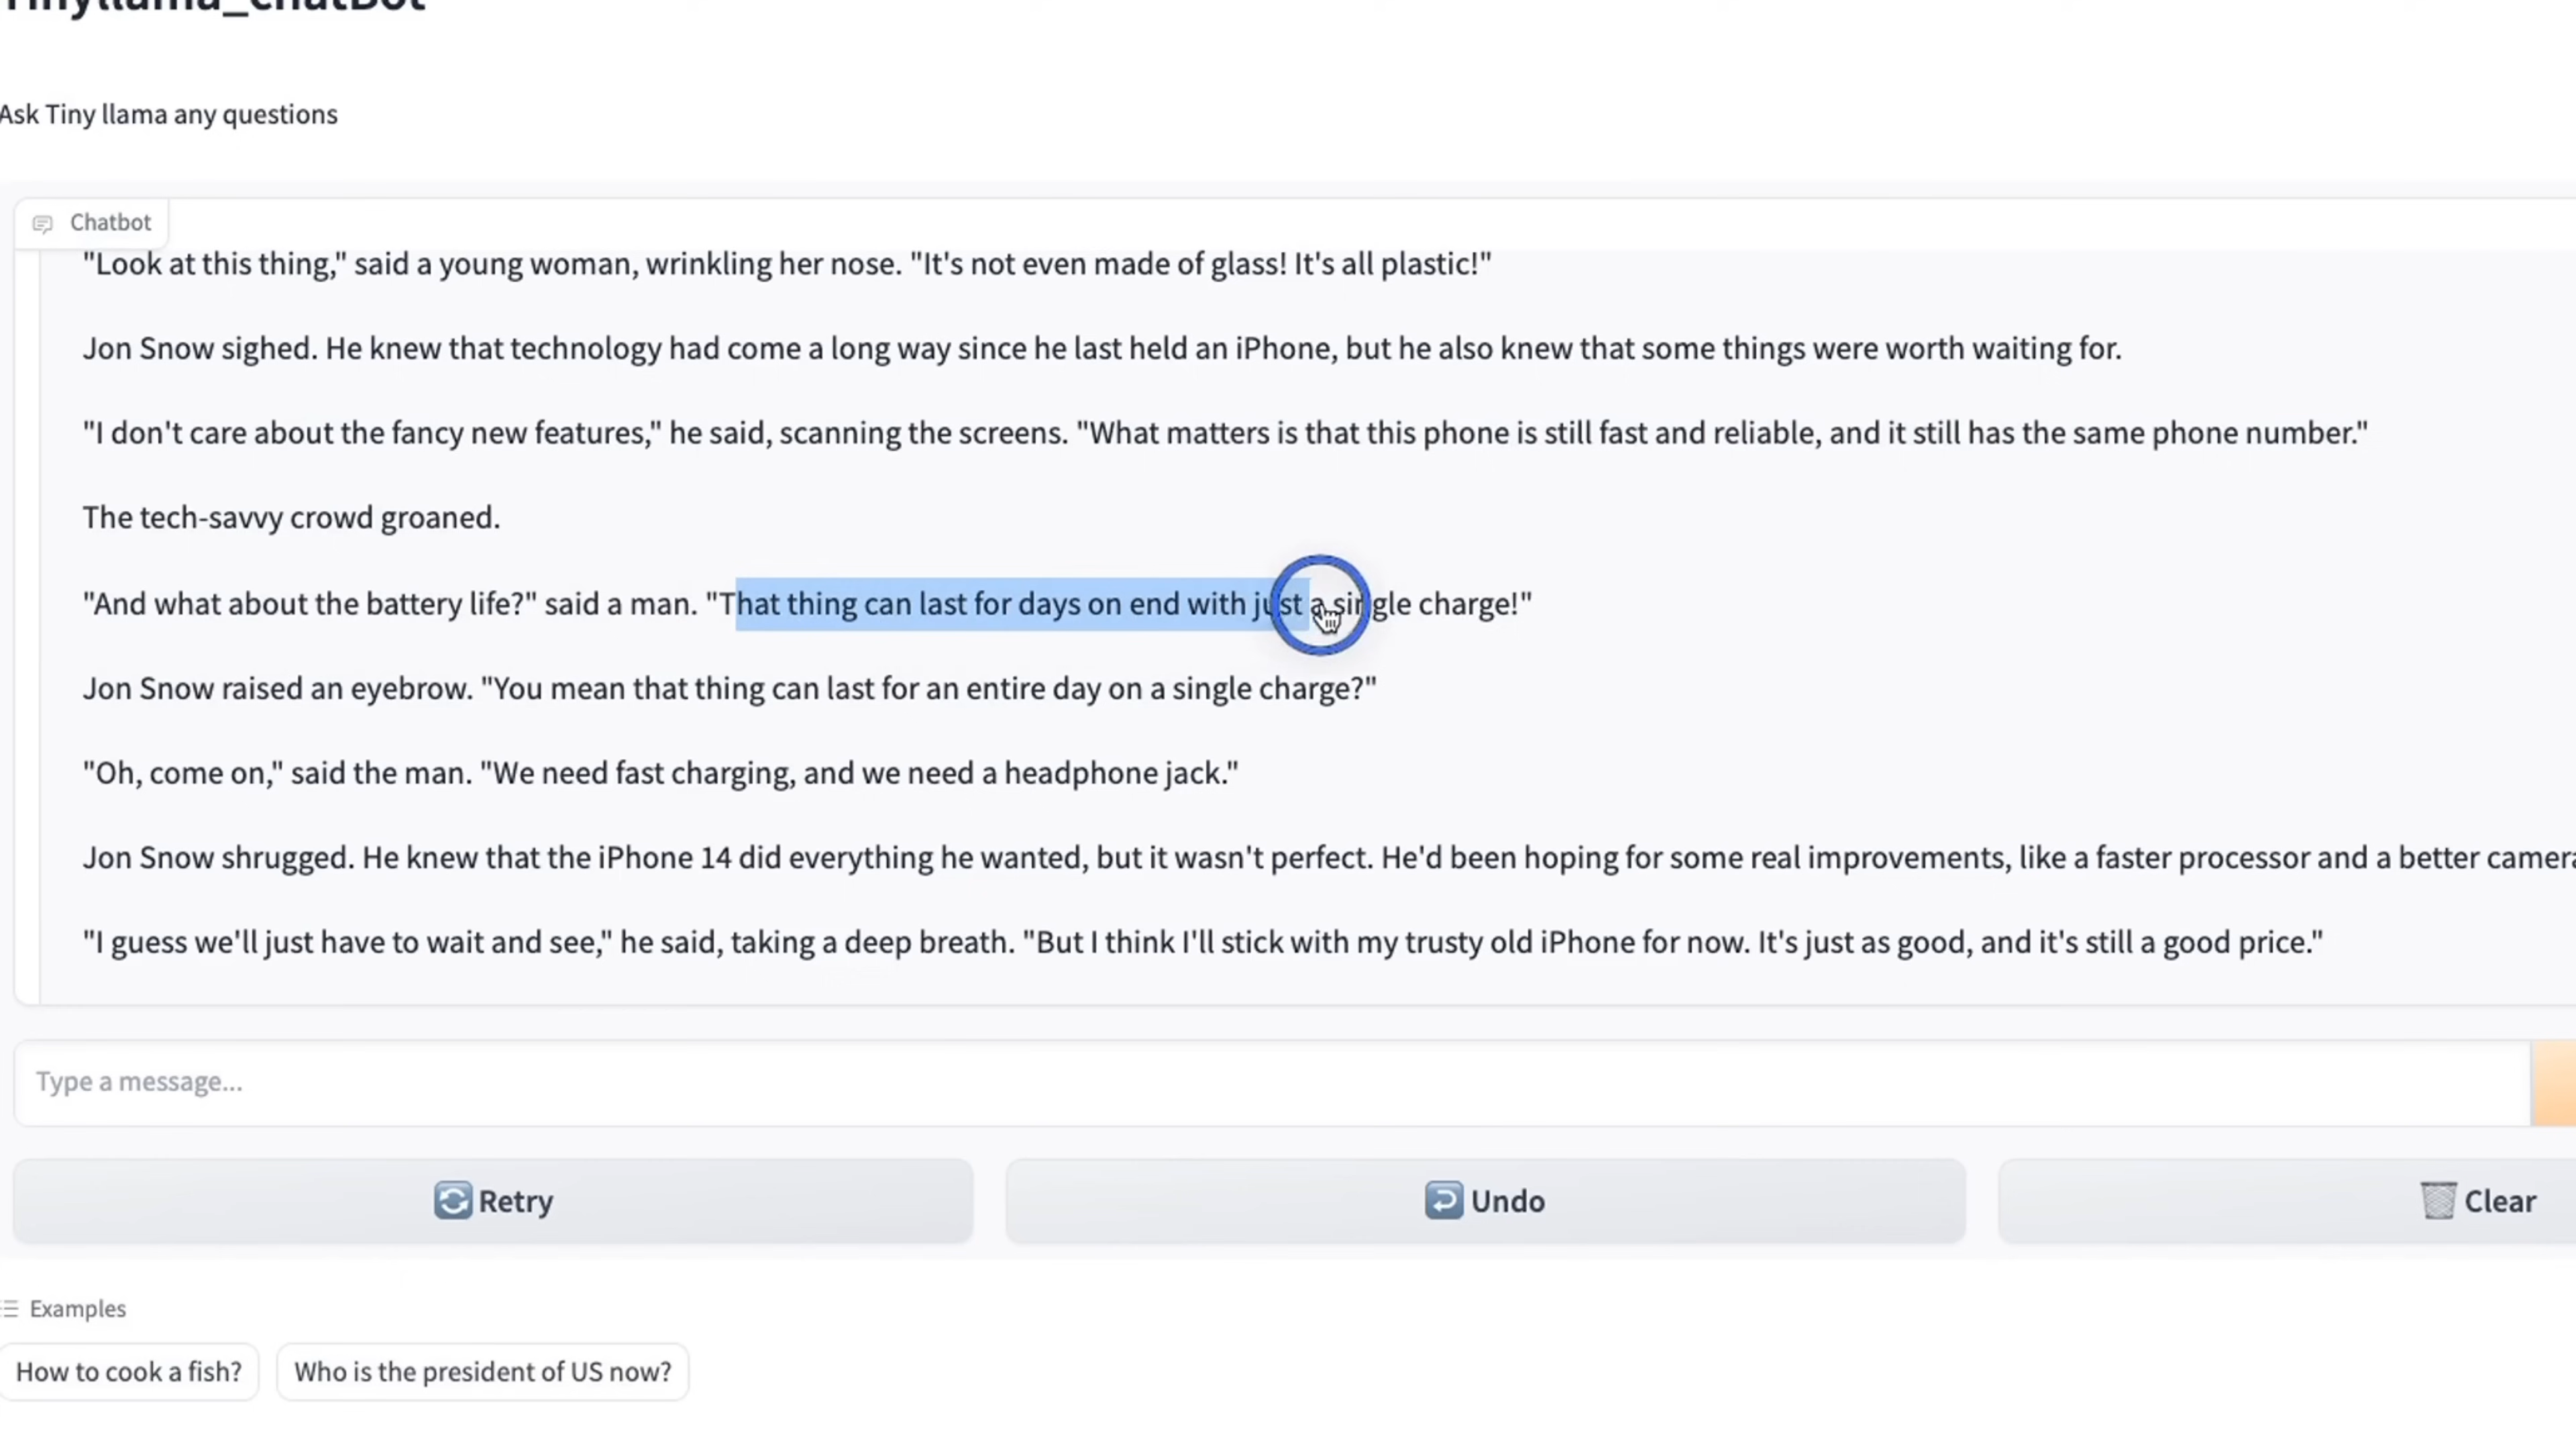 Tinyllama_chatBot
Ask Tiny llama any questions
Chatbot
"Look at this thing," said a young woman, wrinkling her nose. "It's not even made of glass! It's all plastic!"
Jon Snow sighed. He knew that technology had come a long way since he last held an iPhone, but he also knew that some things were worth waiting for.
"I don't care about the fancy new features," he said, scanning the screens. "What matters is that this phone is still fast and reliable, and it still has the same phone number."
The tech-savvy crowd groaned.
"And what about the battery life?" said a man. "That thing can last for days on end with just a single charge!"
Jon Snow raised an eyebrow. "You mean that thing can last for an entire day on a single charge?"
"Oh, come on," said the man. "We need fast charging, and we need a headphone jack."
Jon Snow shrugged. He knew that the iPhone 14 did everything he wanted, but it wasn't perfect. He'd been hoping for some real improvements, like a faster processor and a better camera
"I guess we'll just have to wait and see," he said, taking a deep breath. "But I think I'll stick with my trusty old iPhone for now. It's just as good, and it's still a good price."
Type a message...
Retry
Undo
Clear
Examples
How to cook a fish?
Who is the president of US now?